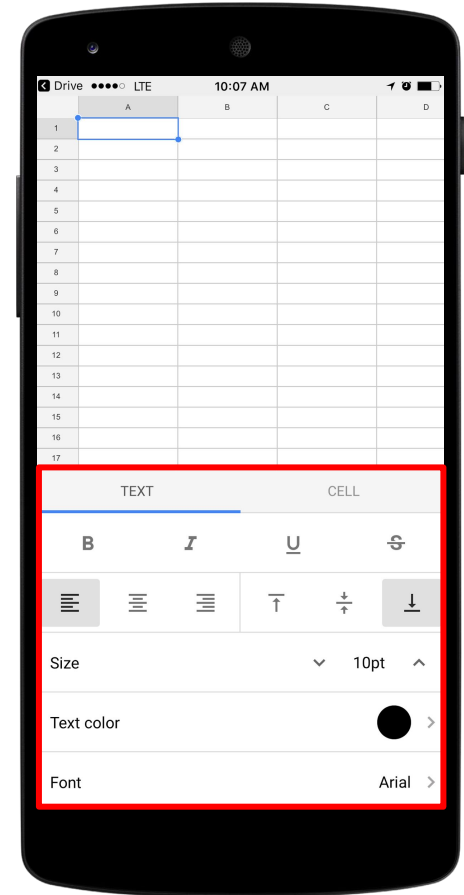 Drive LTE 10:07 AM
A B C D
1
2
3
4
5
6
7
8
9
10
11
12
13
14
15
16
17
TEXT CELL
B I U S
Size 10pt
Text color
Font Arial